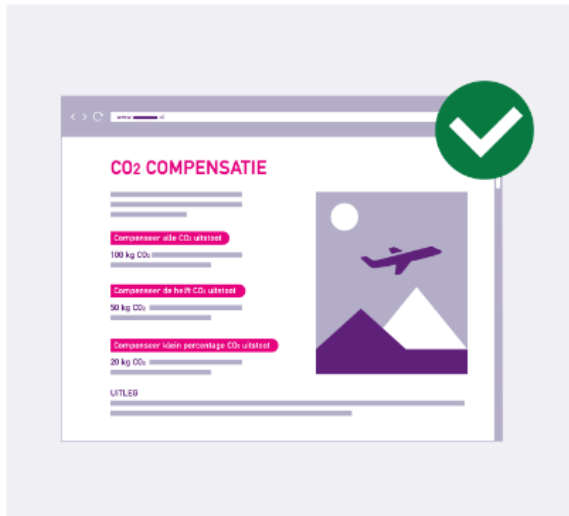 CO2 COMPENSATIE
Compenseer alle CO₂ uitstoot
100 kg CO₂
Compenseer de helft CO₂ uitstoot
50 kg CO₂
Compenseer klein percentage CO₂ uitstoot
20 kg CO₂
UITLEG